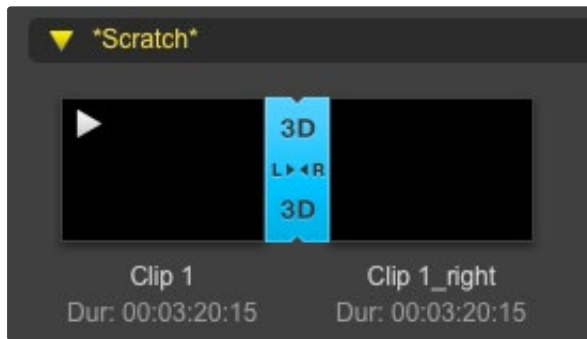 *Scratch*
3D
L R
3D
Clip 1 Clip 1_right
Dur: 00:03:20:15 Dur: 00:03:20:15